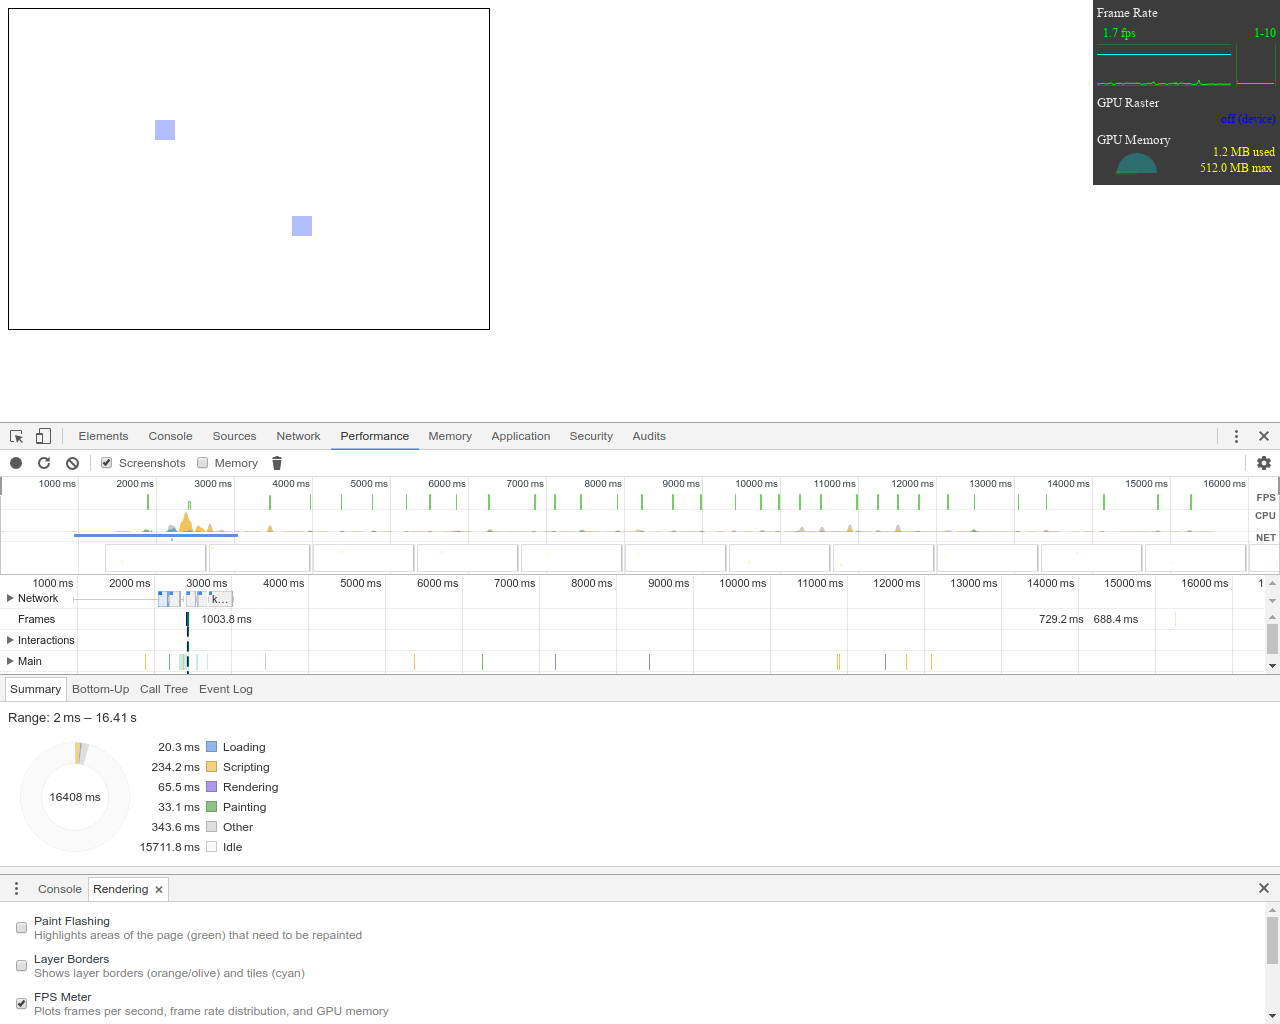 Frame Rate
1.7 fps 1-10
GPU Raster
off (device)
GPU Memory
1.2 MB used
512.0 MB max
Elements Console Sources Network Performance Memory Application Security Audits
Screenshots Memory
1000 ms 2000 ms 3000 ms 4000 ms 5000 ms 6000 ms 7000 ms 8000 ms 9000 ms 10000 ms 11000 ms 12000 ms 13000 ms 14000 ms 15000 ms 16000 ms
FPS
CPU
NET
1000 ms 2000 ms 3000 ms 4000 ms 5000 ms 6000 ms 7000 ms 8000 ms 9000 ms 10000 ms 11000 ms 12000 ms 13000 ms 14000 ms 15000 ms 16000 ms 1
Network k...
Frames 1003.8 ms 729.2 ms 688.4 ms
Interactions
Main
Summary Bottom-Up Call Tree Event Log
Range: 2 ms – 16.41 s
20.3 ms Loading
234.2 ms Scripting
65.5 ms Rendering
16408 ms
33.1 ms Painting
343.6 ms Other
15711.8 ms Idle
Console Rendering
Paint Flashing
Highlights areas of the page (green) that need to be repainted
Layer Borders
Shows layer borders (orange/olive) and tiles (cyan)
FPS Meter
Plots frames per second, frame rate distribution, and GPU memory